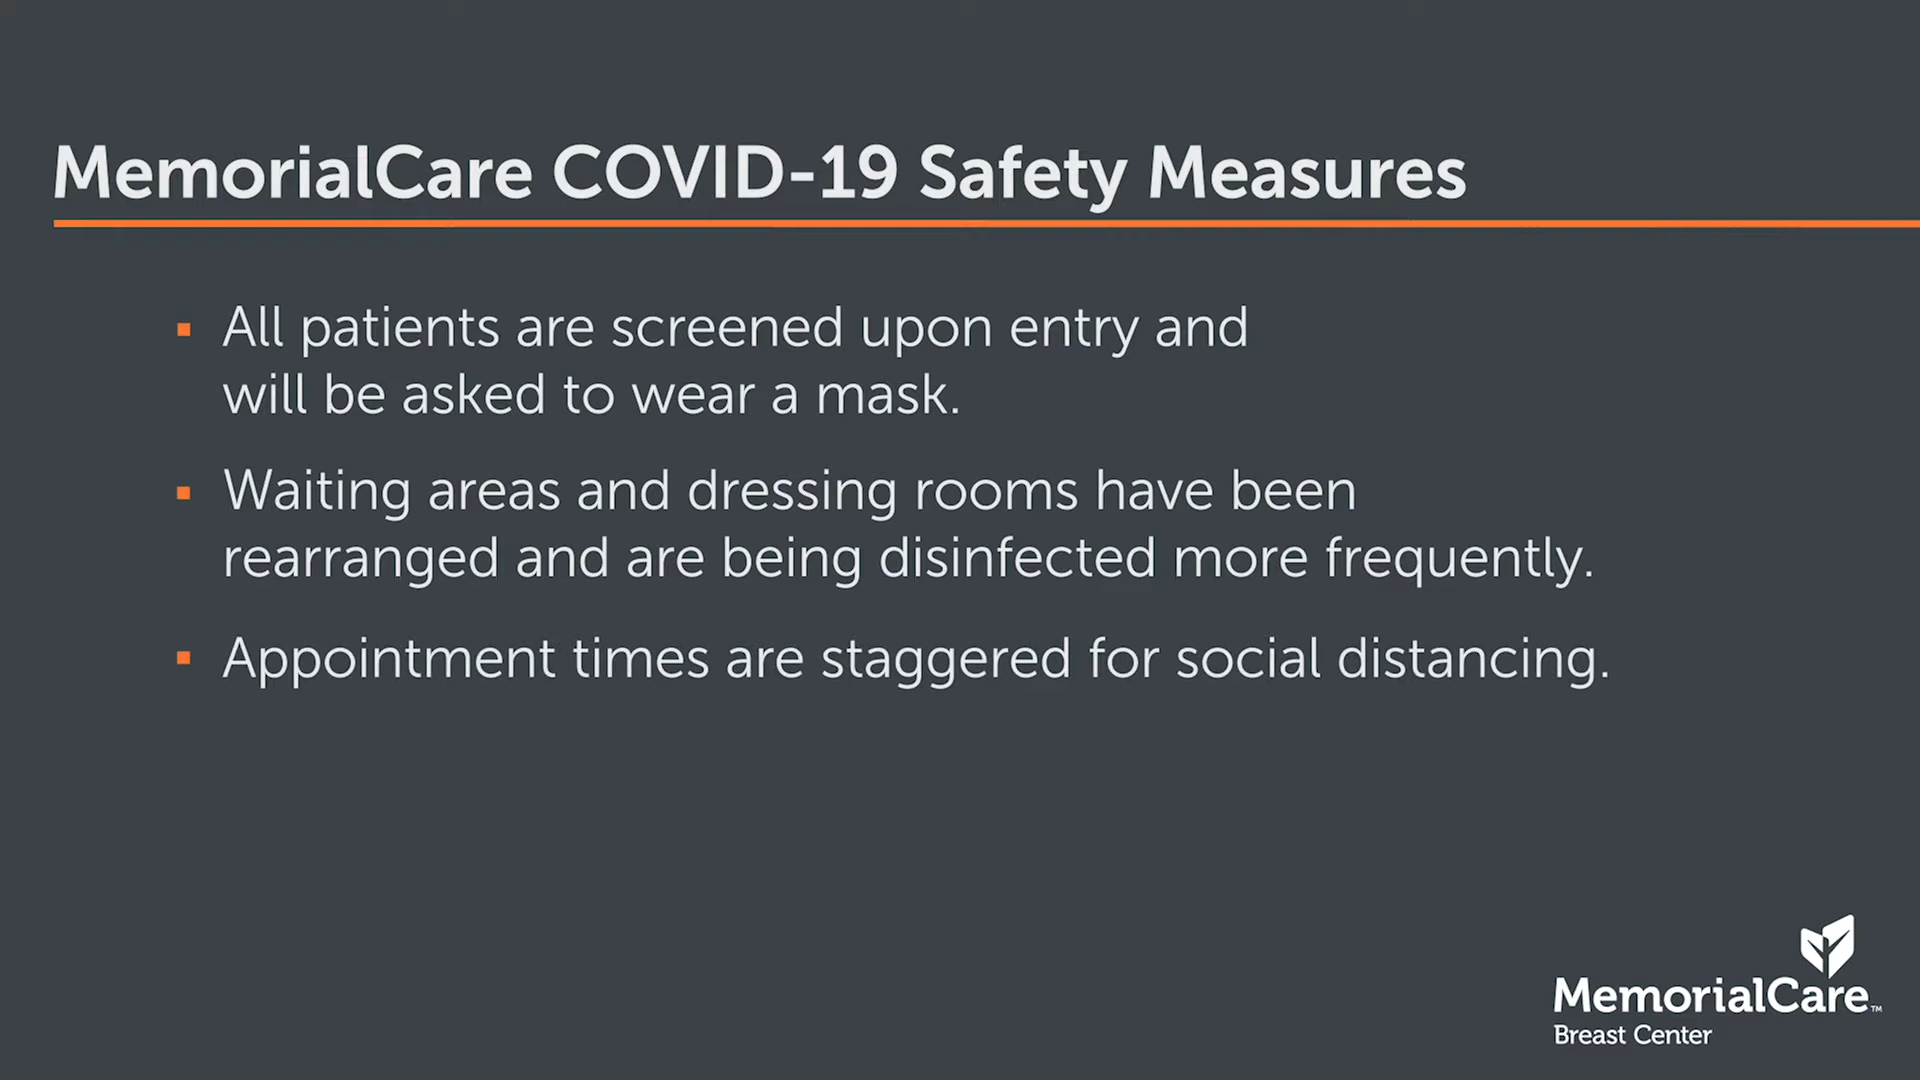 MemorialCare COVID-19 Safety Measures
▪ All patients are screened upon entry and
will be asked to wear a mask.
▪ Waiting areas and dressing rooms have been
rearranged and are being disinfected more frequently.
▪ Appointment times are staggered for social distancing.
MemorialCare™
Breast Center